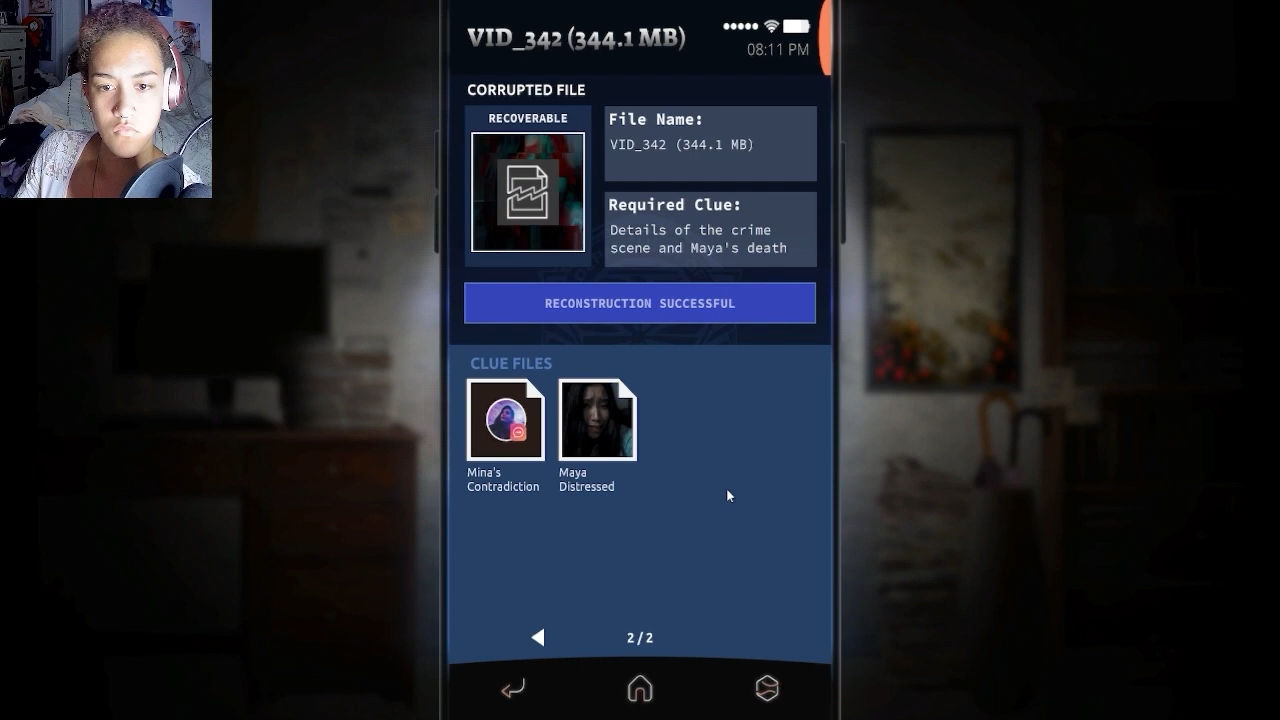 VID_342 (344.1 MB)
08:11 PM
CORRUPTED FILE
RECOVERABLE
File Name:
VID_342 (344.1 MB)
Required Clue:
Details of the crime
scene and Maya's death
RECONSTRUCTION SUCCESSFUL
CLUE FILES
Mina's
Contradiction
Maya
Distressed
2/2